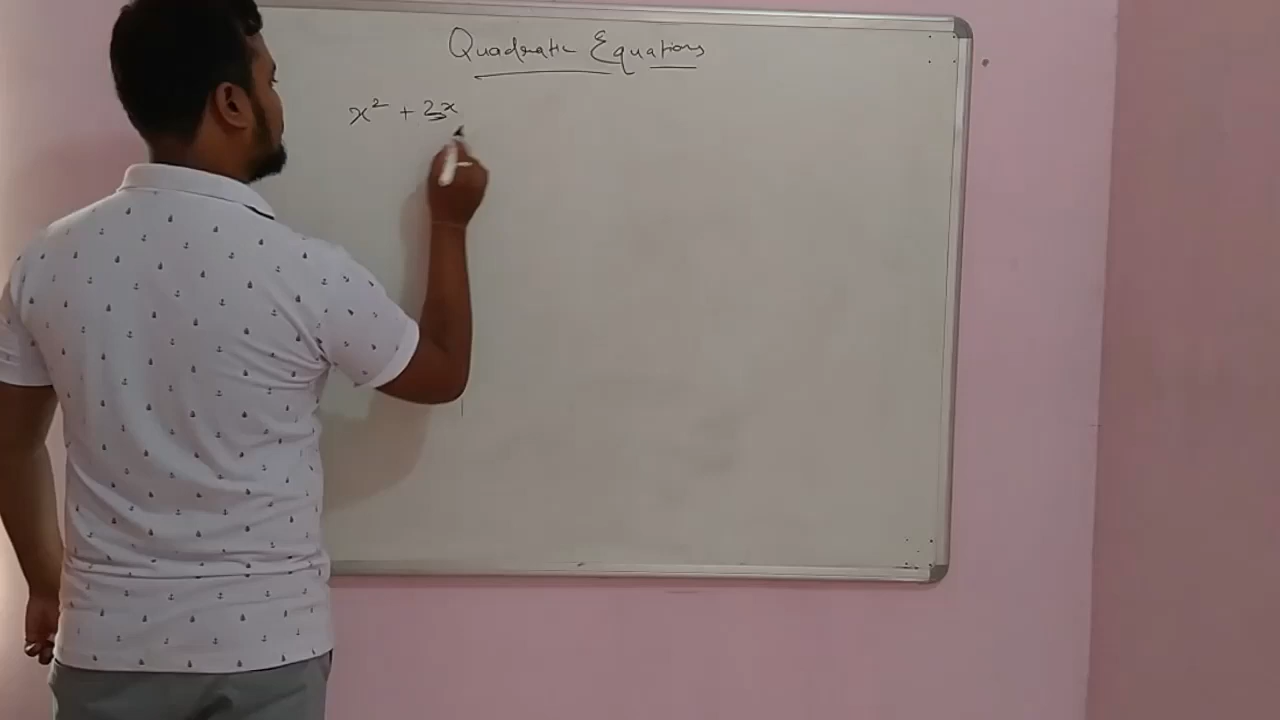 Quadratic Equations
x² + 3x